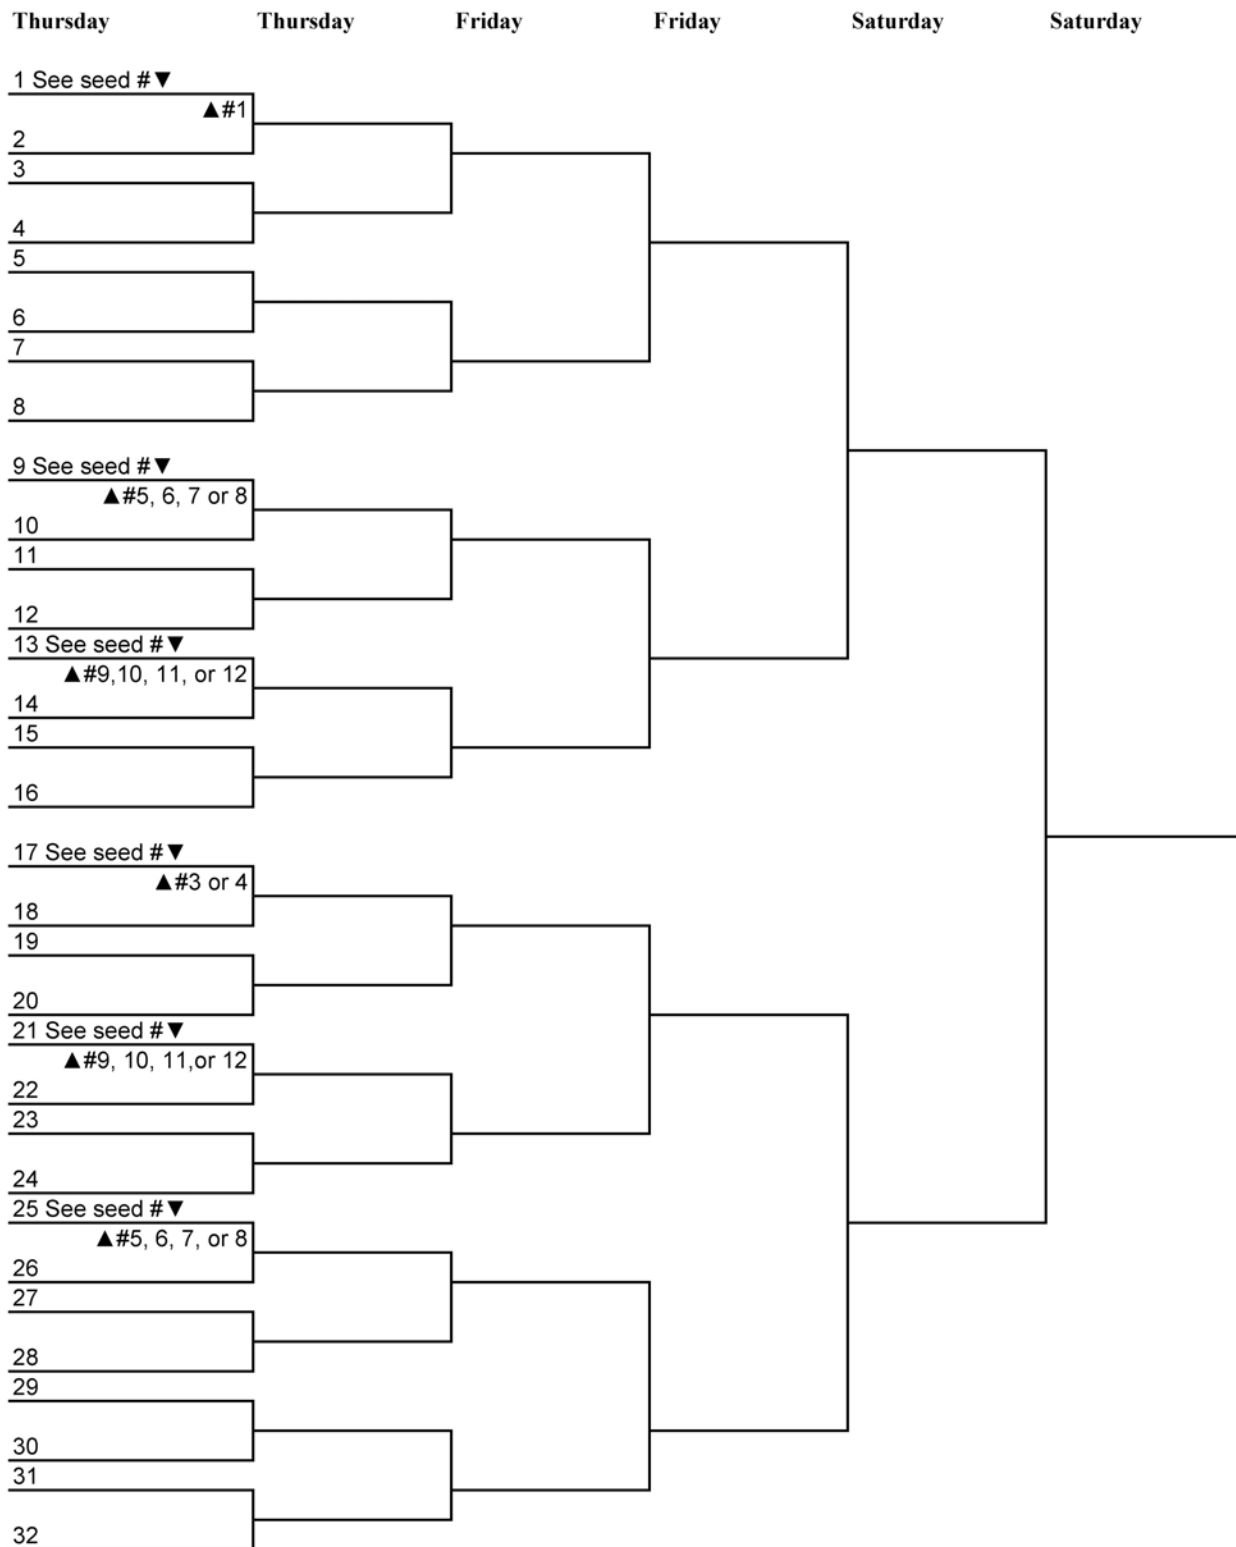 Thursday Thursday Friday Friday Saturday Saturday
1 See seed #▼
▲#1
2
3
4
5
6
7
8
9 See seed #▼
▲#5, 6, 7 or 8
10
11
12
13 See seed #▼
▲#9,10, 11, or 12
14
15
16
17 See seed #▼
▲#3 or 4
18
19
20
21 See seed #▼
▲#9, 10, 11,or 12
22
23
24
25 See seed #▼
▲#5, 6, 7, or 8
26
27
28
29
30
31
32